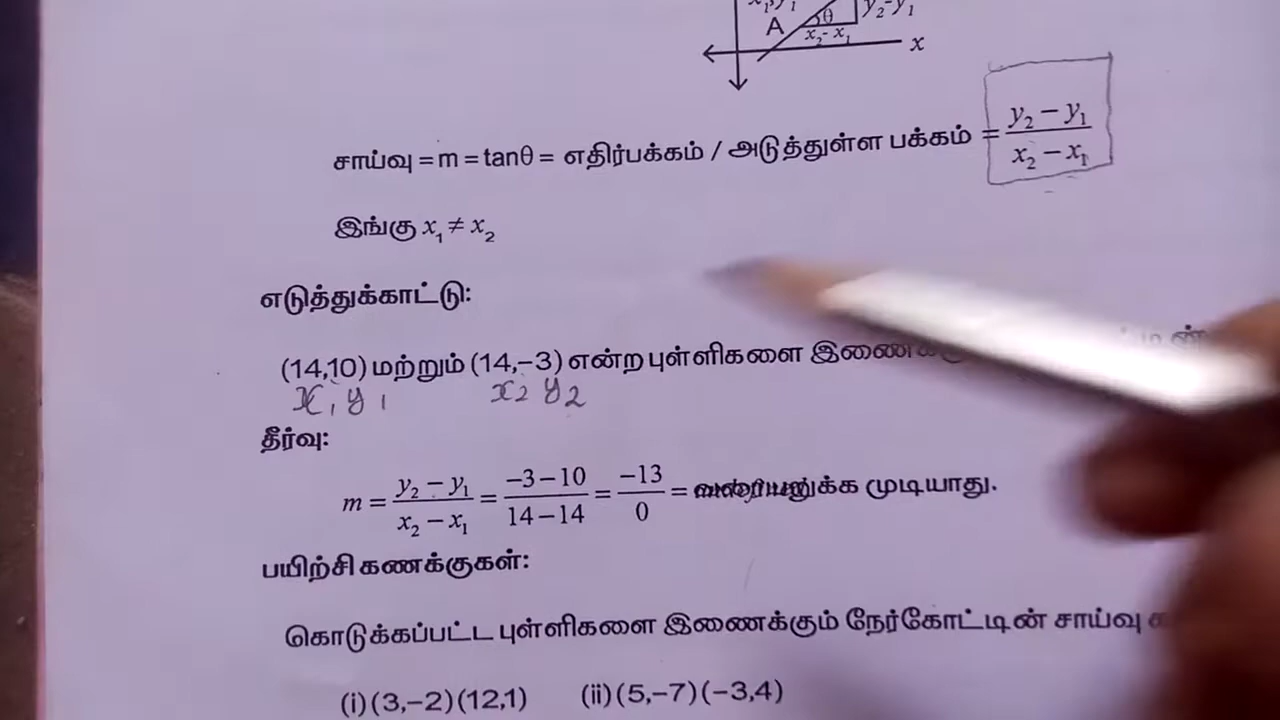 A θ y₂-y₁
x₂-x₁ x
சாய்வு = m = tanθ = எதிர்பக்கம் / அடுத்துள்ள பக்கம் = y₂ − y₁ / x₂ − x₁
இங்கு x₁ ≠ x₂
எடுத்துக்காட்டு:
(14,10) மற்றும் (14,−3) என்ற புள்ளிகளை
x₁ y₁ x₂ y₂
தீர்வு:
m = y₂ − y₁ / x₂ − x₁ = −3 − 10 / 14 − 14 = −13 / 0 = முடியாது.
பயிற்சி கணக்குகள்:
கொடுக்கப்பட்ட புள்ளிகளை இணைக்கும் நேர்கோட்டின் சாய்வு
(i) (3,−2) (12,1) (ii) (5,−7) (−3,4)